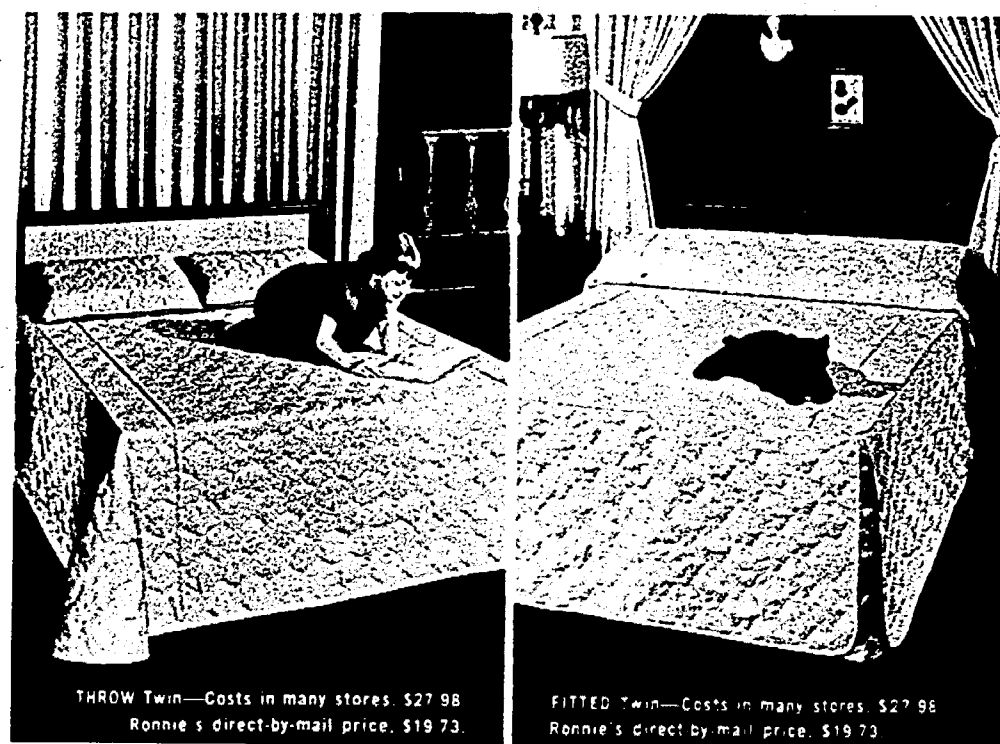 THROW Twin—Costs in many stores, $27.98
Ronnie's direct-by-mail price, $19.73.
FITTED Twin—Costs in many stores, $27.98
Ronnie's direct-by-mail price, $19.73.